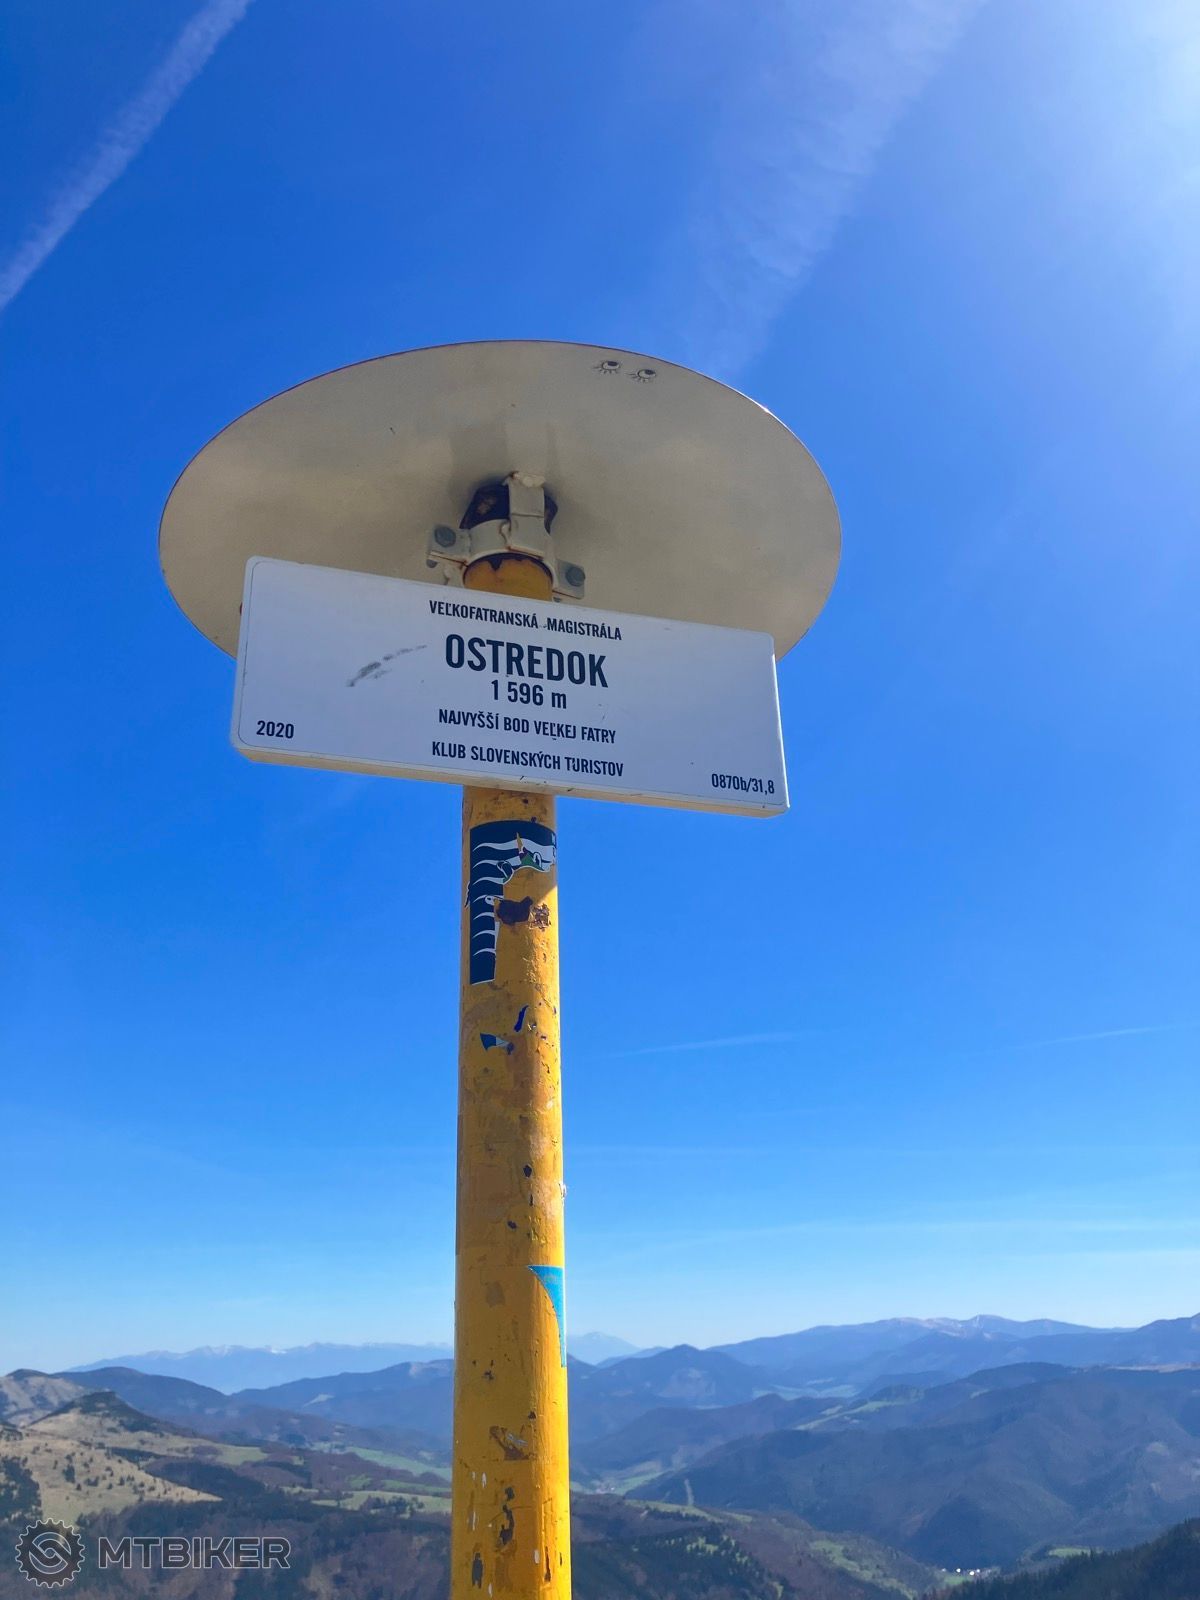 VEĽKOFATRANSKÁ MAGISTRÁLA
OSTREDOK
1 596 m
NAJVYŠŠÍ BOD VEĽKEJ FATRY
KLUB SLOVENSKÝCH TURISTOV
2020
0870b/31,8
MTBIKER